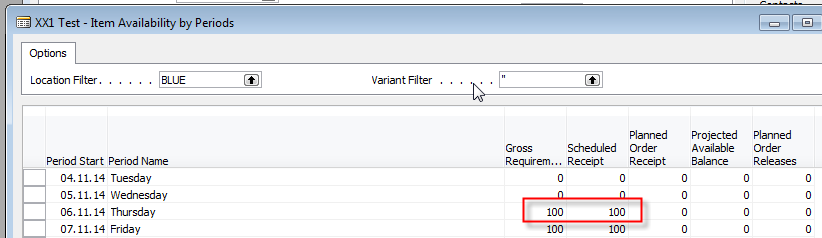 XX1 Test - Item Availability by Periods
Options
Location Filter. . . . . . BLUE Variant Filter . . . . . . ''
Period Start Period Name Gross Requirem... Scheduled Receipt Planned Order Receipt Projected Available Balance Planned Order Releases
04.11.14 Tuesday 0 0 0 0 0
05.11.14 Wednesday 0 0 0 0 0
06.11.14 Thursday 100 100 0 0 0
07.11.14 Friday 100 100 0 0 0